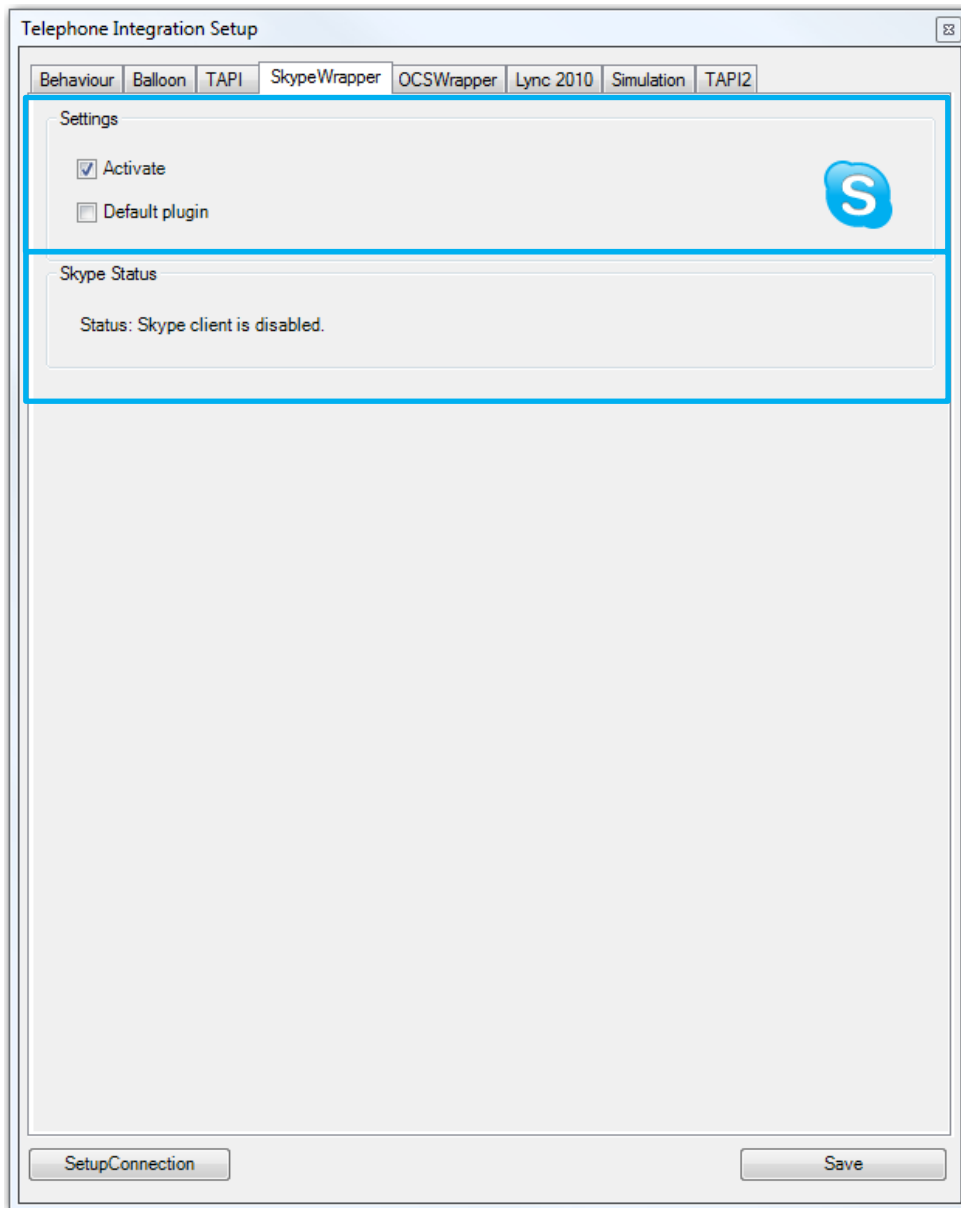 Telephone Integration Setup
Behaviour Balloon TAPI SkypeWrapper OCSWrapper Lync 2010 Simulation TAPI2
Settings
Activate
Default plugin
S
Skype Status
Status: Skype client is disabled.
SetupConnection Save